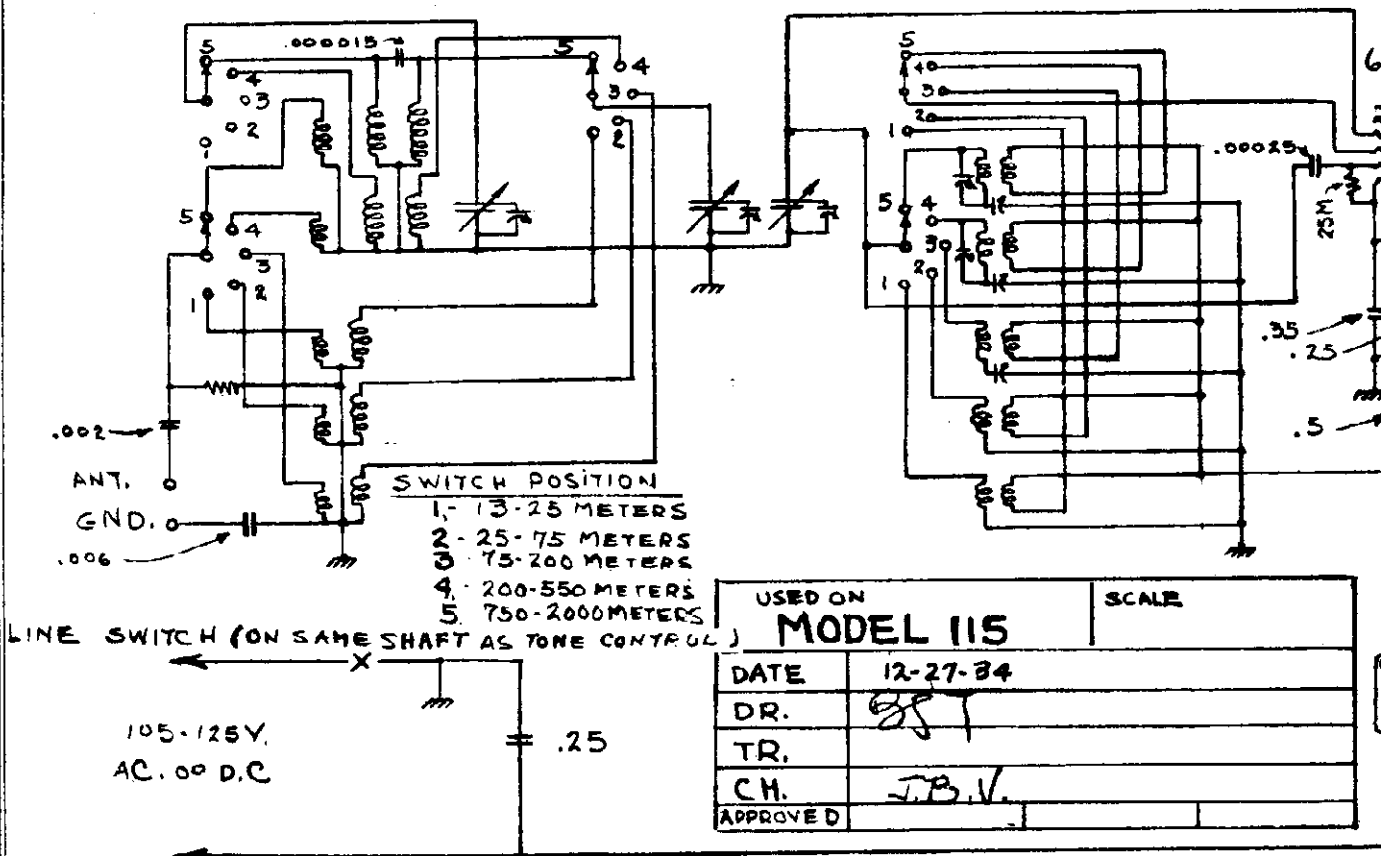 .000015
5
4
3
2
1
5
4
3
2
1
5
4
3
2
5
4
3
2
1
5
4
3
2
1
6
.00025
25M
.35
.25
.5
.002
ANT.
GND.
.006
SWITCH POSITION
1,- 13-25 METERS
2 - 25-75 METERS
3 75-200 METERS
4, 200-550 METERS
5 750-2000 METERS
LINE SWITCH (ON SAME SHAFT AS TONE CONTROL)
X
105-125V.
AC. OO D.C
.25
USED ON
MODEL 115
SCALE
DATE 12-27-34
DR.
TR.
CH. J.B.V.
APPROVED